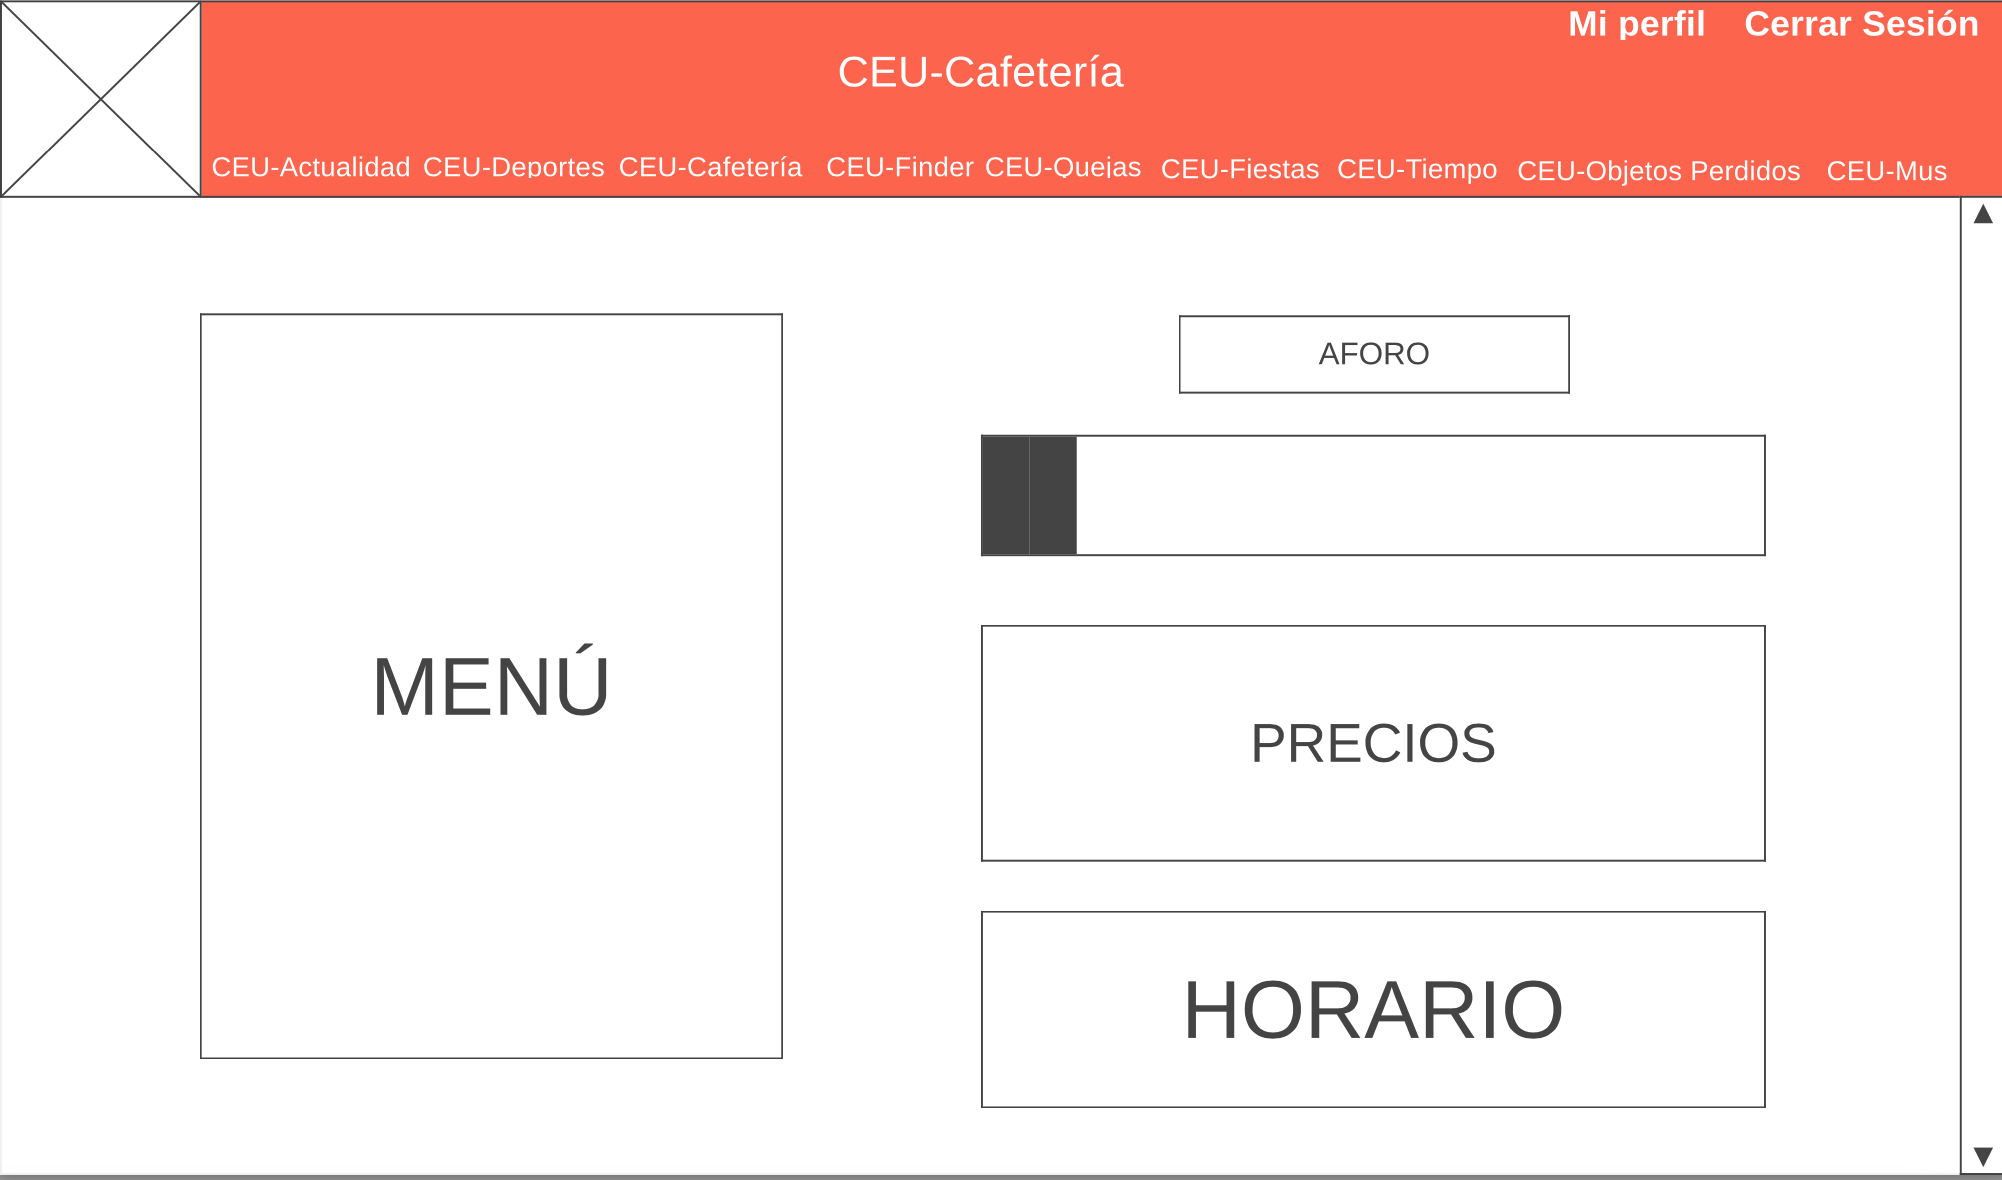 Mi perfil Cerrar Sesión
CEU-Cafetería
CEU-Actualidad CEU-Deportes CEU-Cafetería CEU-Finder CEU-Quejas CEU-Fiestas CEU-Tiempo CEU-Objetos Perdidos CEU-Mus
AFORO
MENÚ
PRECIOS
HORARIO